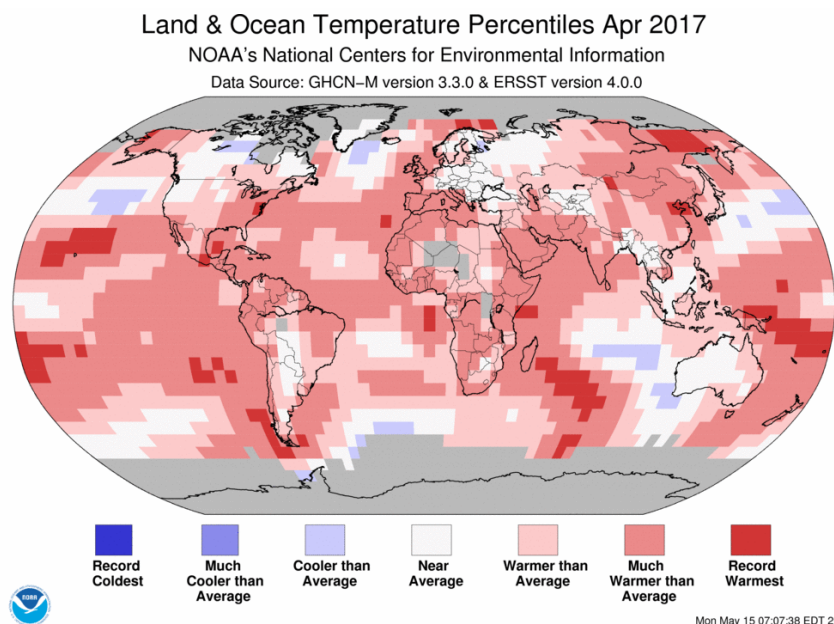 Land & Ocean Temperature Percentiles Apr 2017
NOAA's National Centers for Environmental Information
Data Source: GHCN−M version 3.3.0 & ERSST version 4.0.0
Record
Coldest
Much
Cooler than
Average
Cooler than
Average
Near
Average
Warmer than
Average
Much
Warmer than
Average
Record
Warmest
NOAA
Mon May 15 07:07:38 EDT 2